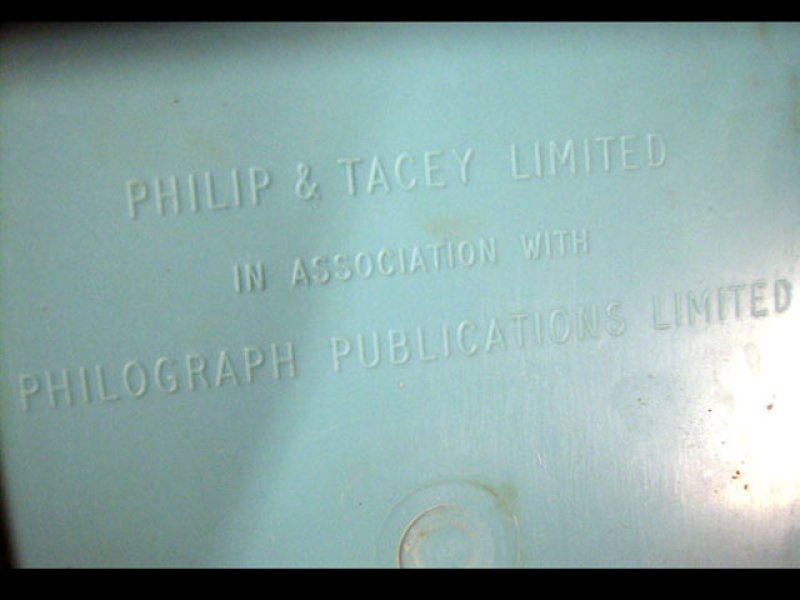 PHILIP & TACEY LIMITED
IN ASSOCIATION WITH
PHILOGRAPH PUBLICATIONS LIMITED